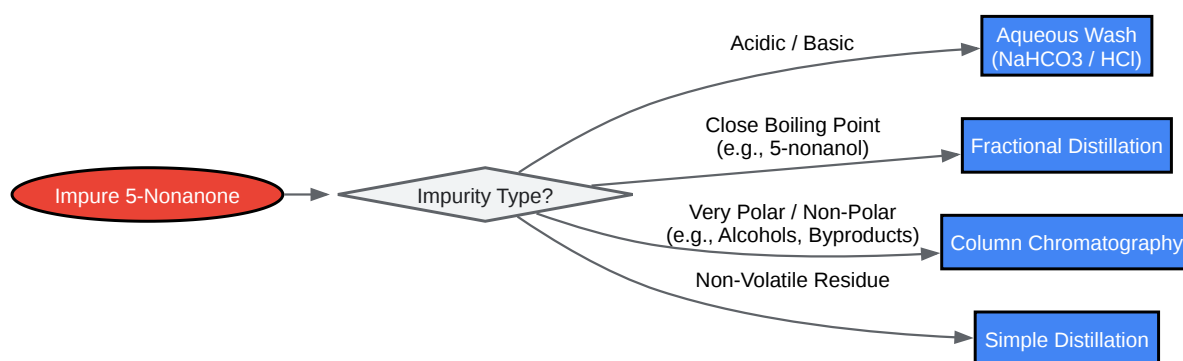 Acidic / Basic
Aqueous Wash
(NaHCO3 / HCl)
Close Boiling Point
(e.g., 5-nonanol)
Fractional Distillation
Impure 5-Nonanone
Impurity Type?
Very Polar / Non-Polar
(e.g., Alcohols, Byproducts)
Column Chromatography
Non-Volatile Residue
Simple Distillation